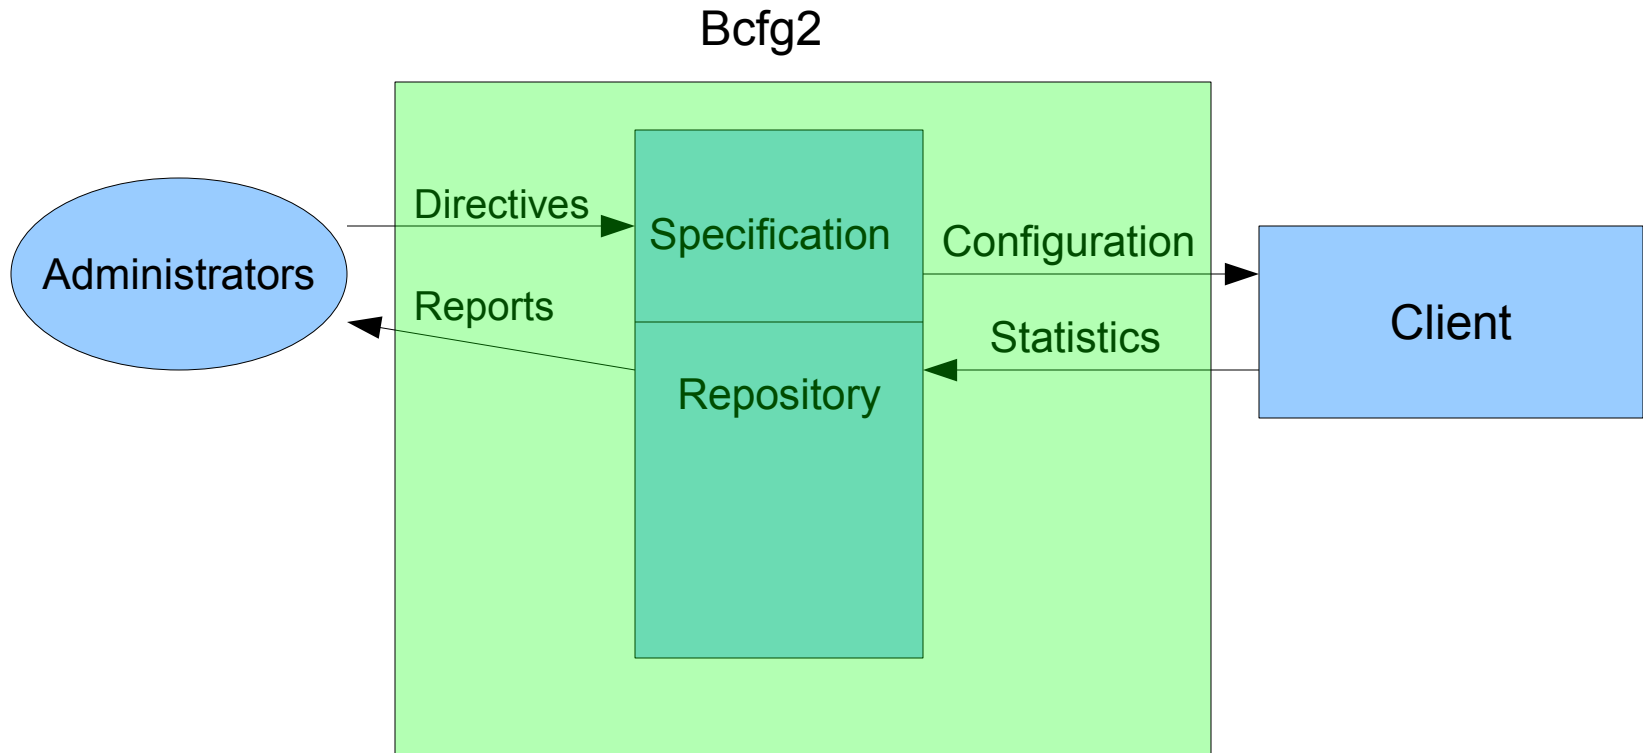 Bcfg2
Directives
Specification
Configuration
Administrators
Reports
Statistics
Client
Repository